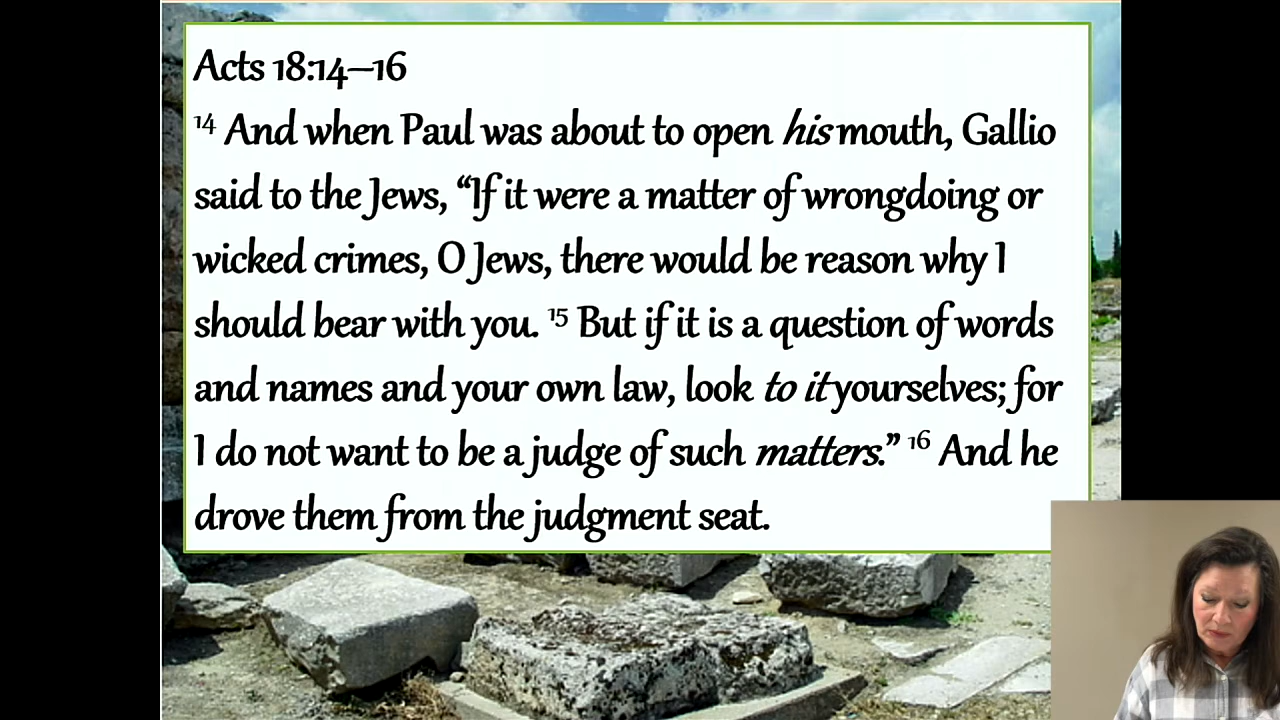 Acts 18:14–16
14 And when Paul was about to open his mouth, Gallio
said to the Jews, “If it were a matter of wrongdoing or
wicked crimes, O Jews, there would be reason why I
should bear with you. 15 But if it is a question of words
and names and your own law, look to it yourselves; for
I do not want to be a judge of such matters.” 16 And he
drove them from the judgment seat.